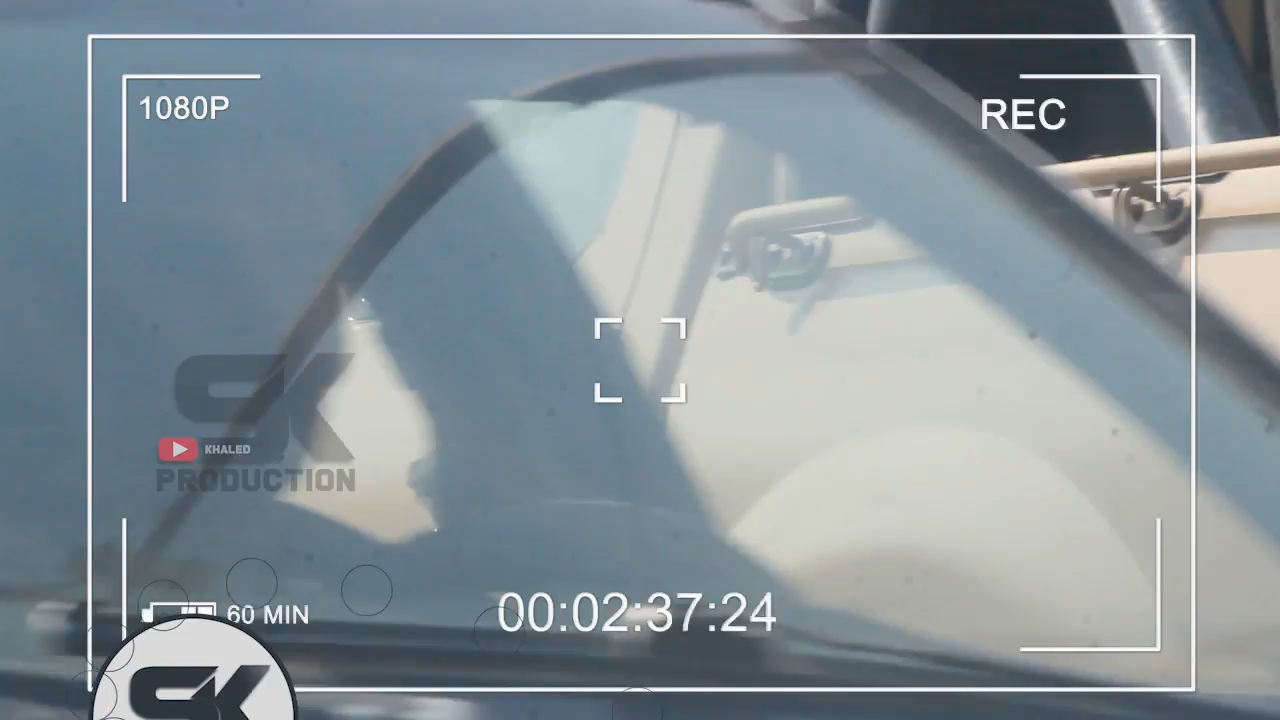 1080P
REC
SK
KHALED
PRODUCTION
60 MIN
00:02:37:24
SK